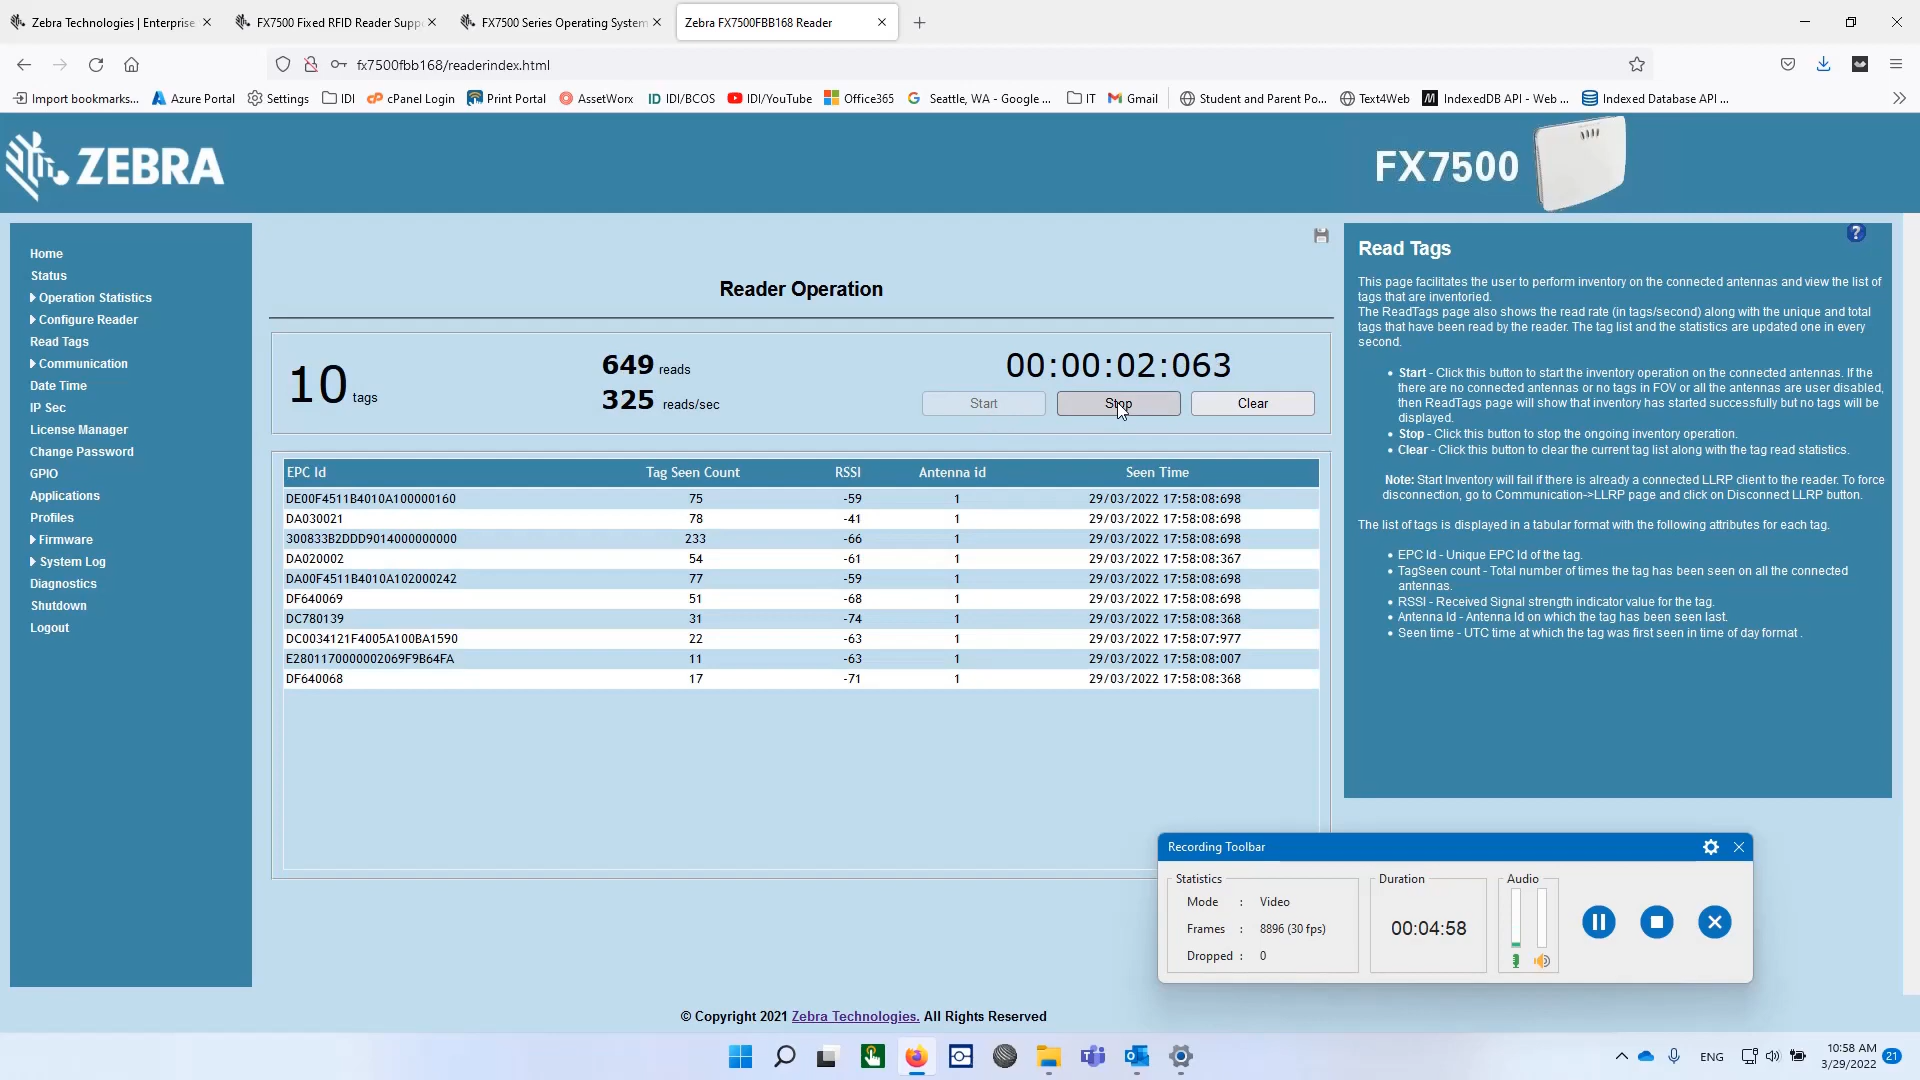 Zebra Technologies | Enterprise
FX7500 Fixed RFID Reader Supp
FX7500 Series Operating System
Zebra FX7500FBB168 Reader
fx7500fbb168/readerindex.html
Import bookmarks...
Azure Portal
Settings
IDI
cPanel Login
Print Portal
AssetWorx
IDI/BCOS
IDI/YouTube
Office365
Seattle, WA - Google ...
IT
Gmail
Student and Parent Po...
Text4Web
IndexedDB API - Web ...
Indexed Database API ...
ZEBRA
FX7500
Home
Status
Operation Statistics
Configure Reader
Read Tags
Communication
Date Time
IP Sec
License Manager
Change Password
GPIO
Applications
Profiles
Firmware
System Log
Diagnostics
Shutdown
Logout
Reader Operation
10 tags
649 reads
325 reads/sec
00:00:02:063
Start Stop Clear
EPC Id Tag Seen Count RSSI Antenna id Seen Time
DE00F4511B4010A100000160 75 -59 1 29/03/2022 17:58:08:698
DA030021 78 -41 1 29/03/2022 17:58:08:698
300833B2DDD9014000000000 233 -66 1 29/03/2022 17:58:08:698
DA020002 54 -61 1 29/03/2022 17:58:08:367
DA00F4511B4010A102000242 77 -59 1 29/03/2022 17:58:08:698
DF640069 51 -68 1 29/03/2022 17:58:08:698
DC780139 31 -74 1 29/03/2022 17:58:08:368
DC0034121F4005A100BA1590 22 -63 1 29/03/2022 17:58:07:977
E2801170000002069F9B64FA 11 -63 1 29/03/2022 17:58:08:007
DF640068 17 -71 1 29/03/2022 17:58:08:368
Read Tags
This page facilitates the user to perform inventory on the connected antennas and view the list of
tags that are inventoried.
The ReadTags page also shows the read rate (in tags/second) along with the unique and total
tags that have been read by the reader. The tag list and the statistics are updated one in every
second.
• Start - Click this button to start the inventory operation on the connected antennas. If the
there are no connected antennas or no tags in FOV or all the antennas are user disabled,
then ReadTags page will show that inventory has started successfully but no tags will be
displayed.
• Stop - Click this button to stop the ongoing inventory operation.
• Clear - Click this button to clear the current tag list along with the tag read statistics.
Note: Start Inventory will fail if there is already a connected LLRP client to the reader. To force
disconnection, go to Communication->LLRP page and click on Disconnect LLRP button.
The list of tags is displayed in a tabular format with the following attributes for each tag.
• EPC Id - Unique EPC Id of the tag.
• TagSeen count - Total number of times the tag has been seen on all the connected
antennas.
• RSSI - Received Signal strength indicator value for the tag.
• Antenna Id - Antenna Id on which the tag has been seen last.
• Seen time - UTC time at which the tag was first seen in time of day format .
Recording Toolbar
Statistics
Mode : Video
Frames : 8896 (30 fps)
Dropped : 0
Duration
00:04:58
Audio
© Copyright 2021 Zebra Technologies. All Rights Reserved
ENG
10:58 AM
3/29/2022
21